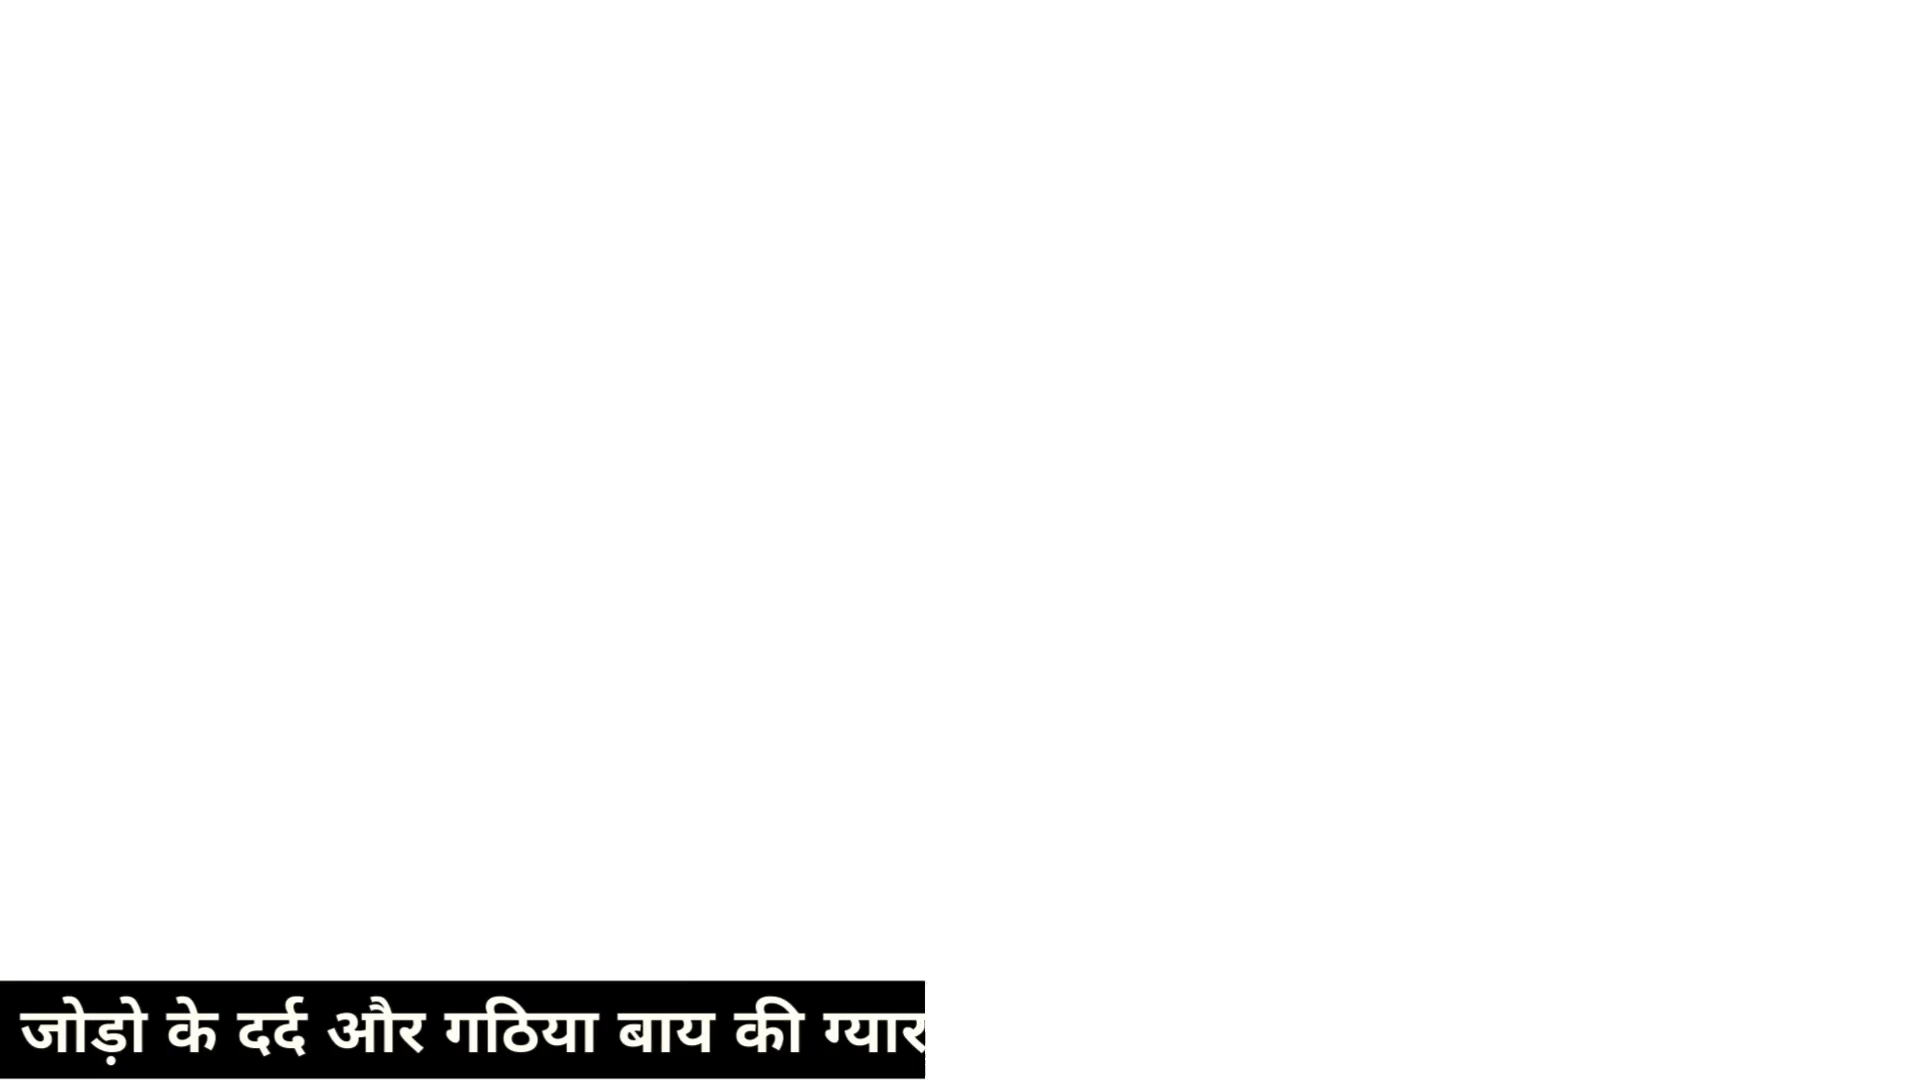 जोड़ो के दर्द और गठिया बाय की ग्यार